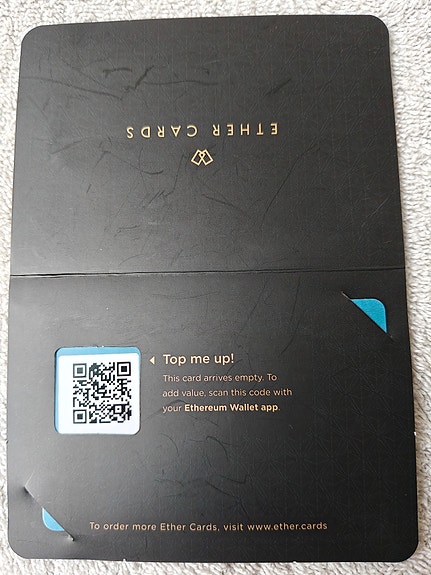 ETHER CARDS
Top me up!
This card arrives empty. To
add value, scan this code with
your Ethereum Wallet app.
To order more Ether Cards, visit www.ether.cards